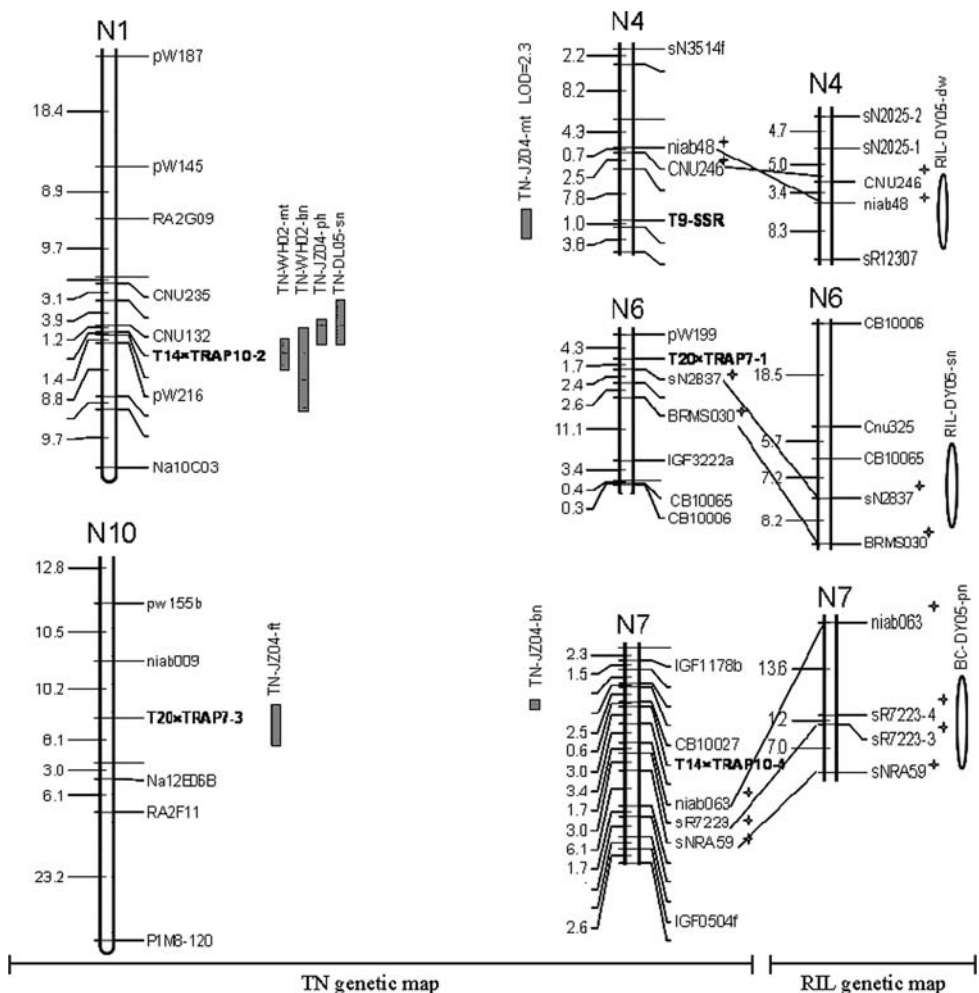 N1
pW187
18.4
pW145
8.9
RA2G09
9.7
CNU235
3.1
3.9
CNU132
1.2
T14×TRAP10-2
1.4
pW216
8.8
9.7
Na10C03
TN-WH02-mt
TN-WH02-bn
TN-JZ04-ph
TN-DL05-sn
N10
12.8
pw155b
10.5
niab009
10.2
T20×TRAP7-3
8.1
3.0
Na12E06B
6.1
RA2F11
23.2
P1M8-120
TN-JZ04-ft
TN-JZ04-mt LOD=2.3
N4
sN3514f
2.2
8.2
4.3
niab48
0.7
CNU246
2.5
7.8
T9-SSR
1.0
3.8
N4
sN2025-2
4.7
sN2025-1
5.0
CNU246
3.4
niab48
8.3
sR12307
RIL-DY05-dw
N6
pW199
4.3
T20×TRAP7-1
1.7
sN2837
2.4
2.6
BRMS030
11.1
IGF3222a
3.4
0.4
CB10065
0.3
CB10006
N6
CB10006
18.5
Cnu325
5.7
CB10065
7.2
sN2837
8.2
BRMS030
RIL-DY05-sn
TN-JZ04-bn
N7
2.3
IGF1178b
1.5
2.5
CB10027
0.6
T14×TRAP10-4
3.0
3.4
niab063
1.7
sR7223
3.0
sNRA59
6.1
1.7
IGF0504f
2.6
N7
niab063
13.6
sR7223-4
1.2
sR7223-3
7.0
sNRA59
BC-DY05-pn
TN genetic map
RIL genetic map